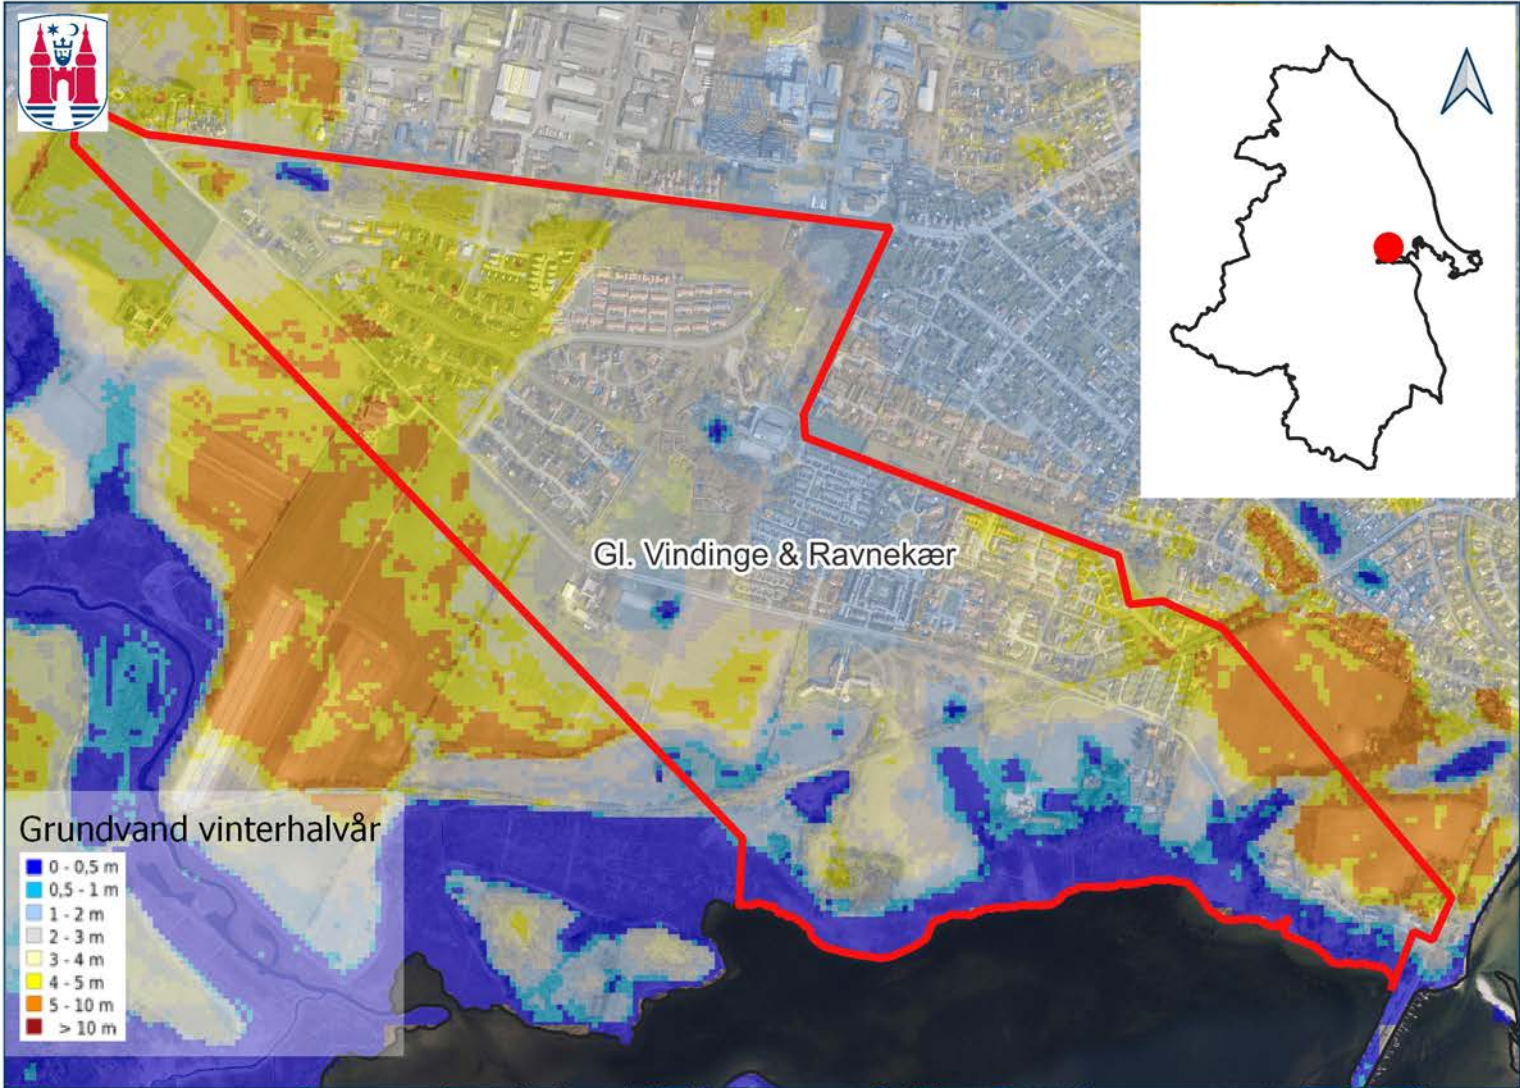 Gl. Vindinge & Ravnekær
Grundvand vinterhalvår
0 - 0,5 m
0,5 - 1 m
1 - 2 m
2 - 3 m
3 - 4 m
4 - 5 m
5 - 10 m
> 10 m